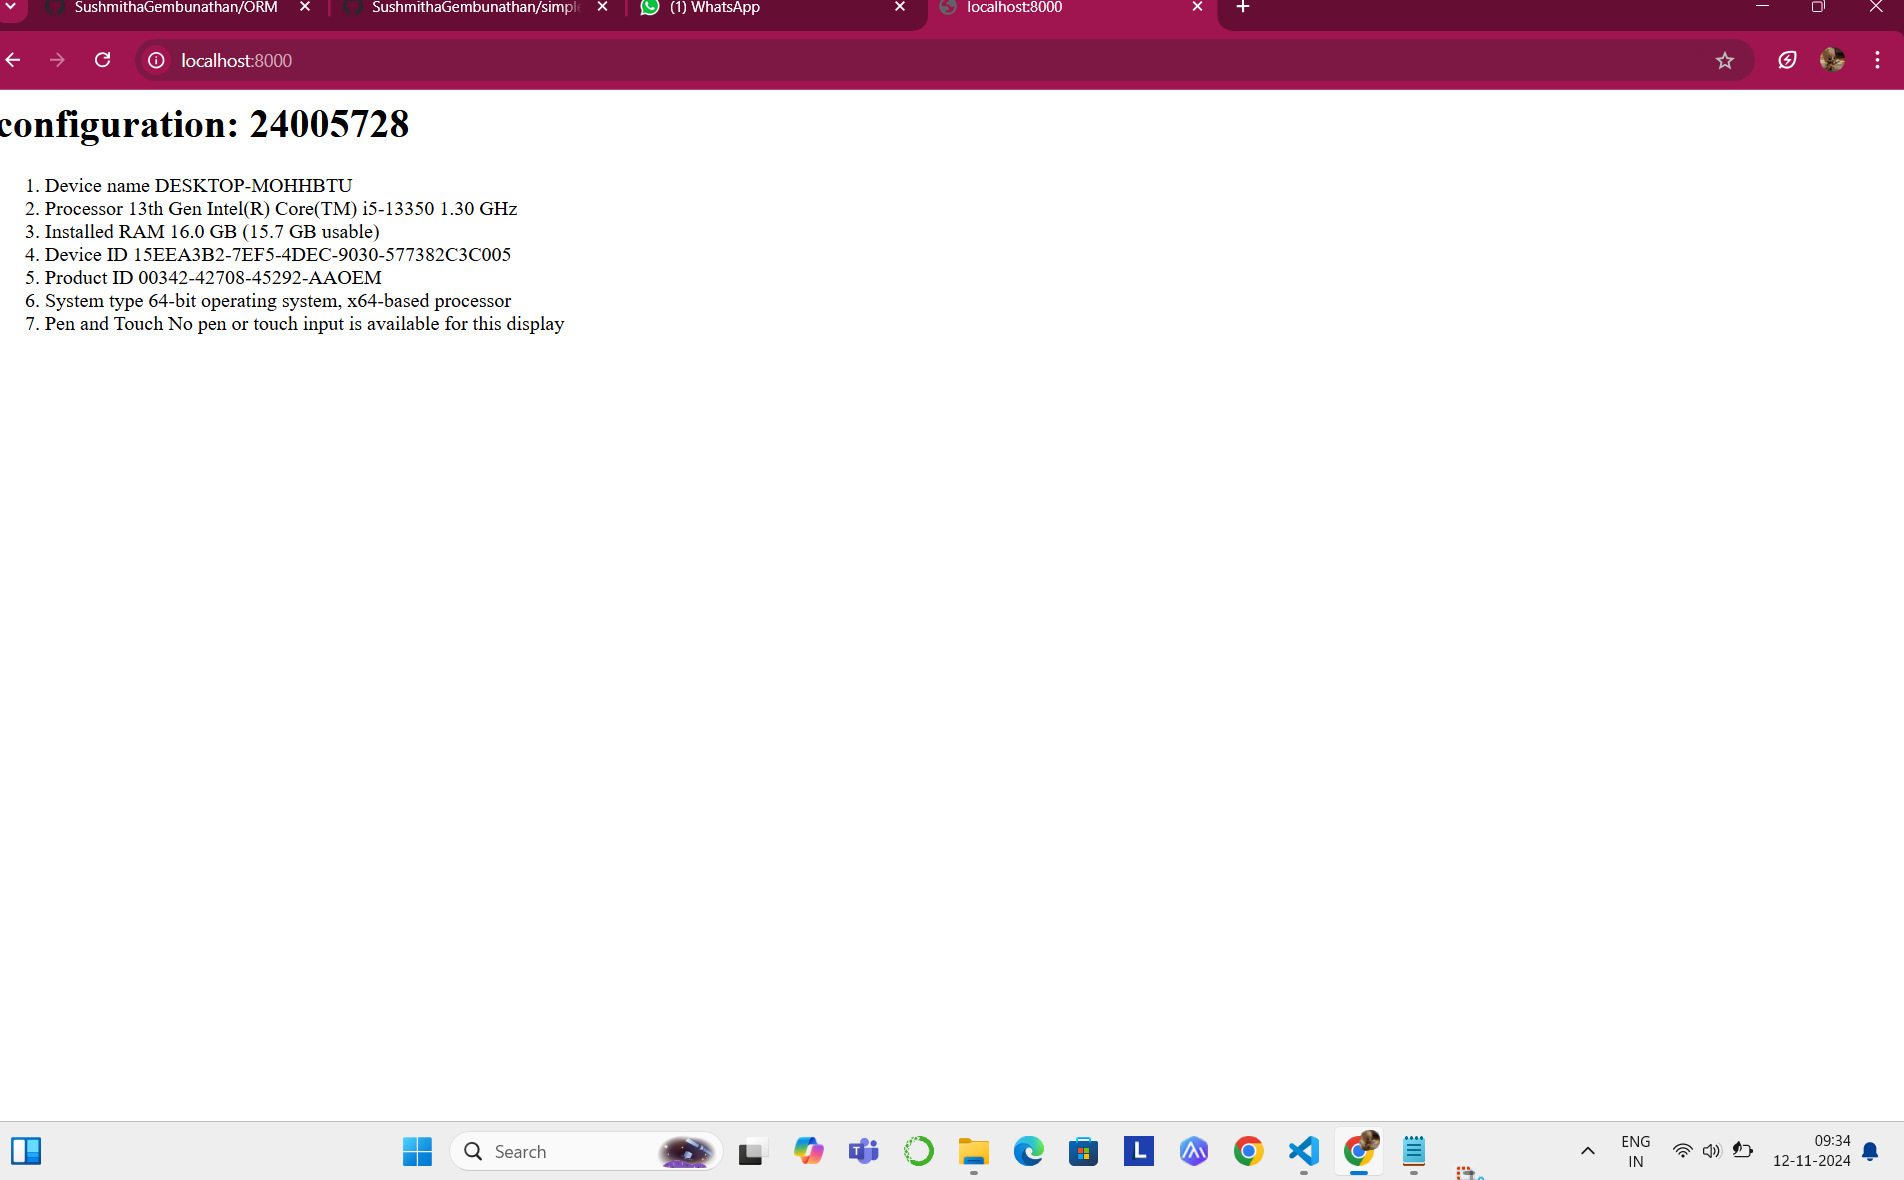 SushmithaGembunathan/ORM
SushmithaGembunathan/simple
(1) WhatsApp
localhost:8000
localhost:8000
configuration: 24005728
1. Device name DESKTOP-MOHHBTU
2. Processor 13th Gen Intel(R) Core(TM) i5-13350 1.30 GHz
3. Installed RAM 16.0 GB (15.7 GB usable)
4. Device ID 15EEA3B2-7EF5-4DEC-9030-577382C3C005
5. Product ID 00342-42708-45292-AAOEM
6. System type 64-bit operating system, x64-based processor
7. Pen and Touch No pen or touch input is available for this display
Search
L
ENG
IN
09:34
12-11-2024